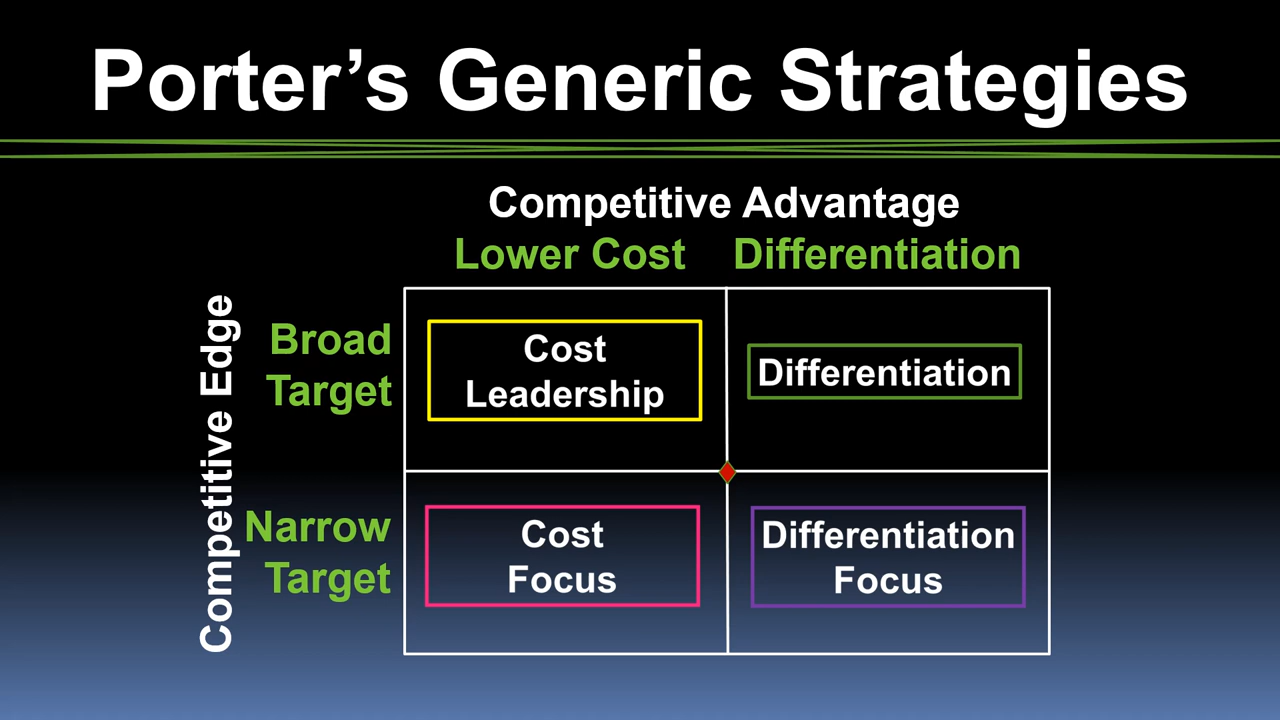 Porter’s Generic Strategies
Competitive Advantage
Lower Cost
Differentiation
Competitive Edge
Broad
Target
Cost
Leadership
Differentiation
Narrow
Target
Cost
Focus
Differentiation
Focus